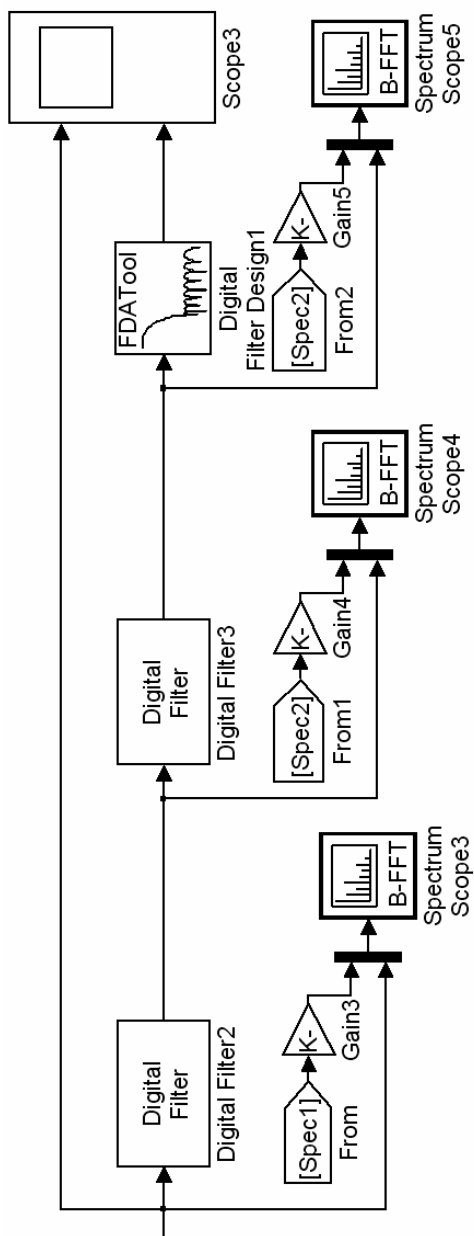 Digital
Filter
Digital Filter2
[Spec1]
From
K-
Gain3
B-FFT
Spectrum
Scope3
Digital
Filter
Digital Filter3
[Spec2]
From1
K-
Gain4
B-FFT
Spectrum
Scope4
FDATool
Digital
Filter Design1
[Spec2]
From2
K-
Gain5
B-FFT
Spectrum
Scope5
Scope3